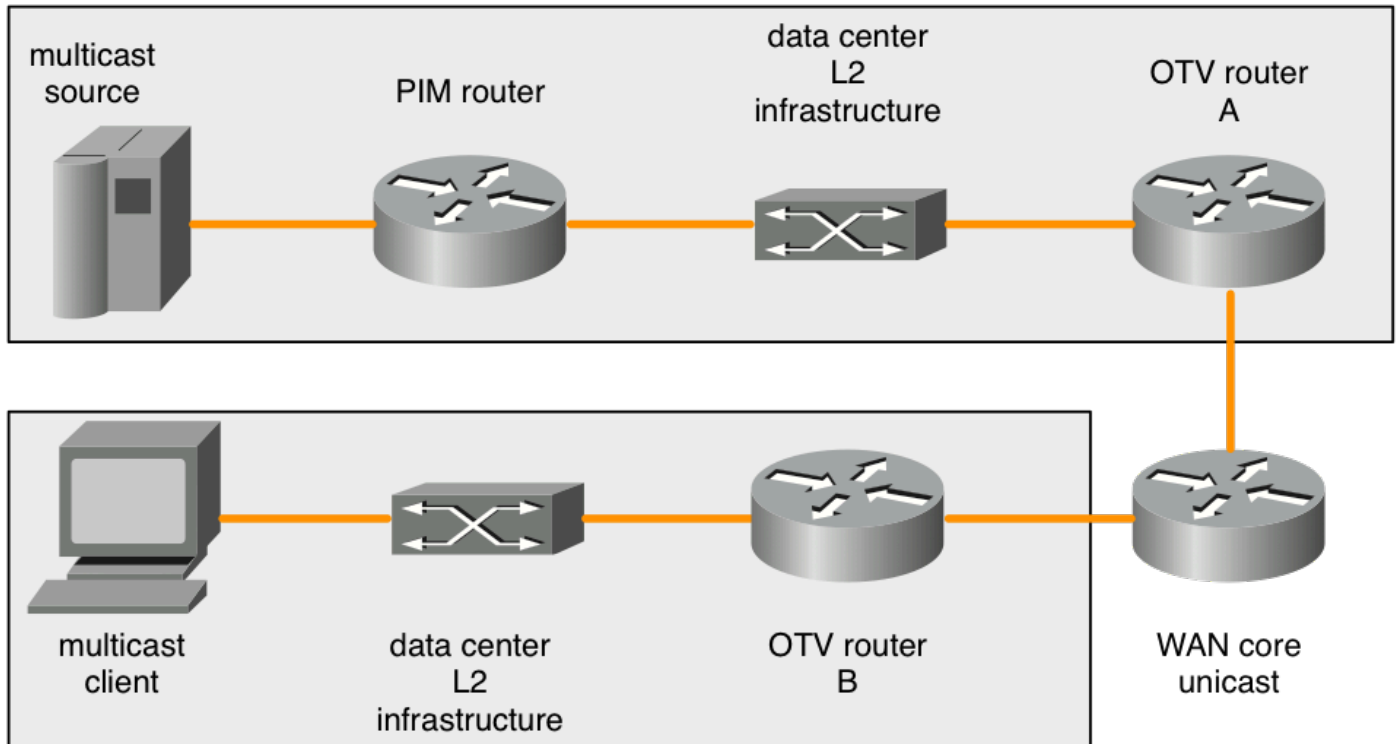 multicast
source
PIM router
data center
L2
infrastructure
OTV router
A
multicast
client
data center
L2
infrastructure
OTV router
B
WAN core
unicast